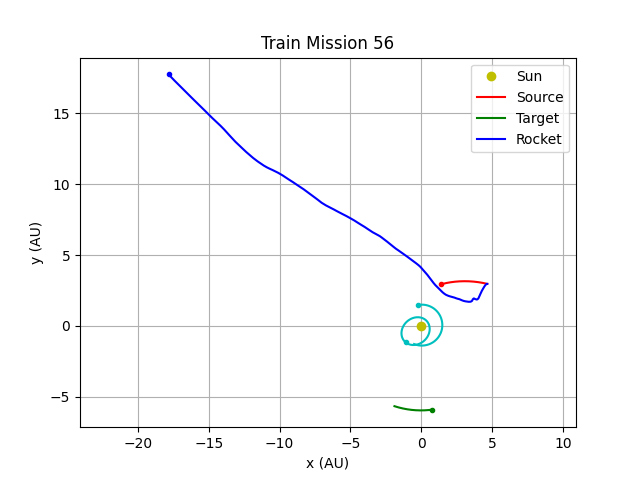 Train Mission 56
Sun
Source
Target
Rocket
15
10
5
0
−5
y (AU)
−20
−15
−10
−5
0
5
10
x (AU)